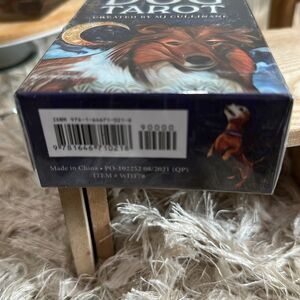 TAROT
CREATED BY MJ CULLINANE
ISBN 978-1-64671-021-8
90000
9 781646 710218
Made in China • PO-102252 08/2021 (QP)
ITEM # WDJ78